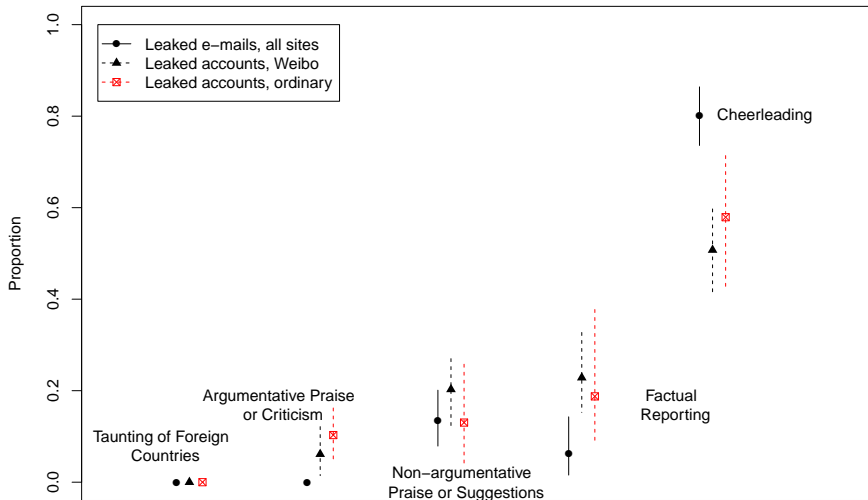 1.0
0.8
0.6
0.4
0.2
0.0
Proportion
Leaked e−mails, all sites
Leaked accounts, Weibo
Leaked accounts, ordinary
Cheerleading
Argumentative Praise
or Criticism
Factual
Reporting
Taunting of Foreign
Countries
Non−argumentative
Praise or Suggestions